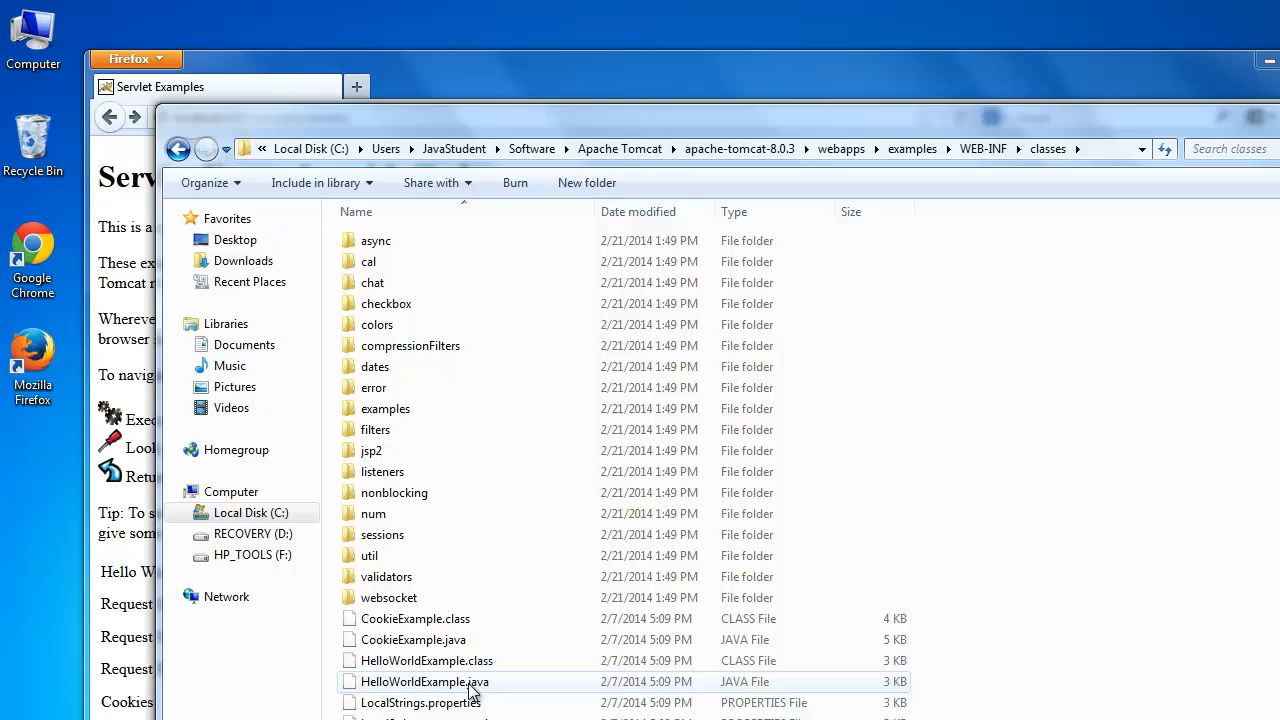 Computer
Recycle Bin
Google
Chrome
Mozilla
Firefox
Firefox
Servlet Examples
Serv
This is a
These ex
Tomcat r
Wherev
browser
To navig
Exec
Loo
Retu
Tip: To s
give som
Hello W
Request
Request
Request
Cookies
« Local Disk (C:) Users JavaStudent Software Apache Tomcat apache-tomcat-8.0.3 webapps examples WEB-INF classes
Search classes
Organize Include in library Share with Burn New folder
Favorites
Desktop
Downloads
Recent Places
Libraries
Documents
Music
Pictures
Videos
Homegroup
Computer
Local Disk (C:)
RECOVERY (D:)
HP_TOOLS (F:)
Network
Name Date modified Type Size
async 2/21/2014 1:49 PM File folder
cal 2/21/2014 1:49 PM File folder
chat 2/21/2014 1:49 PM File folder
checkbox 2/21/2014 1:49 PM File folder
colors 2/21/2014 1:49 PM File folder
compressionFilters 2/21/2014 1:49 PM File folder
dates 2/21/2014 1:49 PM File folder
error 2/21/2014 1:49 PM File folder
examples 2/21/2014 1:49 PM File folder
filters 2/21/2014 1:49 PM File folder
jsp2 2/21/2014 1:49 PM File folder
listeners 2/21/2014 1:49 PM File folder
nonblocking 2/21/2014 1:49 PM File folder
num 2/21/2014 1:49 PM File folder
sessions 2/21/2014 1:49 PM File folder
util 2/21/2014 1:49 PM File folder
validators 2/21/2014 1:49 PM File folder
websocket 2/21/2014 1:49 PM File folder
CookieExample.class 2/7/2014 5:09 PM CLASS File 4 KB
CookieExample.java 2/7/2014 5:09 PM JAVA File 5 KB
HelloWorldExample.class 2/7/2014 5:09 PM CLASS File 3 KB
HelloWorldExample.java 2/7/2014 5:09 PM JAVA File 3 KB
LocalStrings.properties 2/7/2014 5:09 PM PROPERTIES File 2 KB